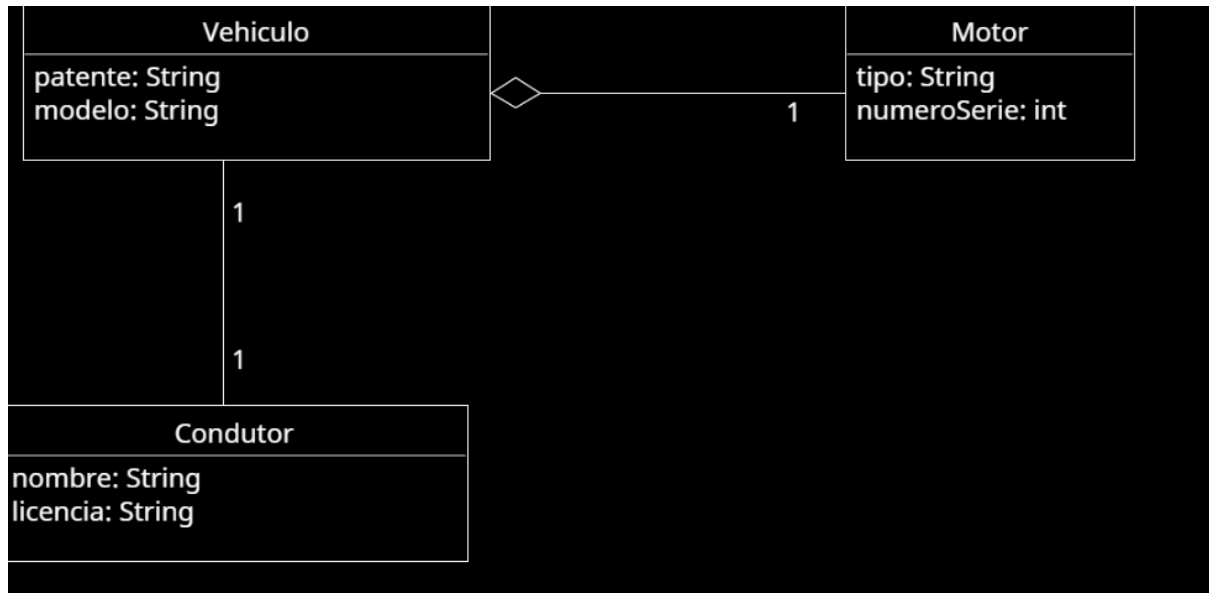 Vehiculo
patente: String
modelo: String
Motor
tipo: String
numeroSerie: int
1
1
1
Condutor
nombre: String
licencia: String